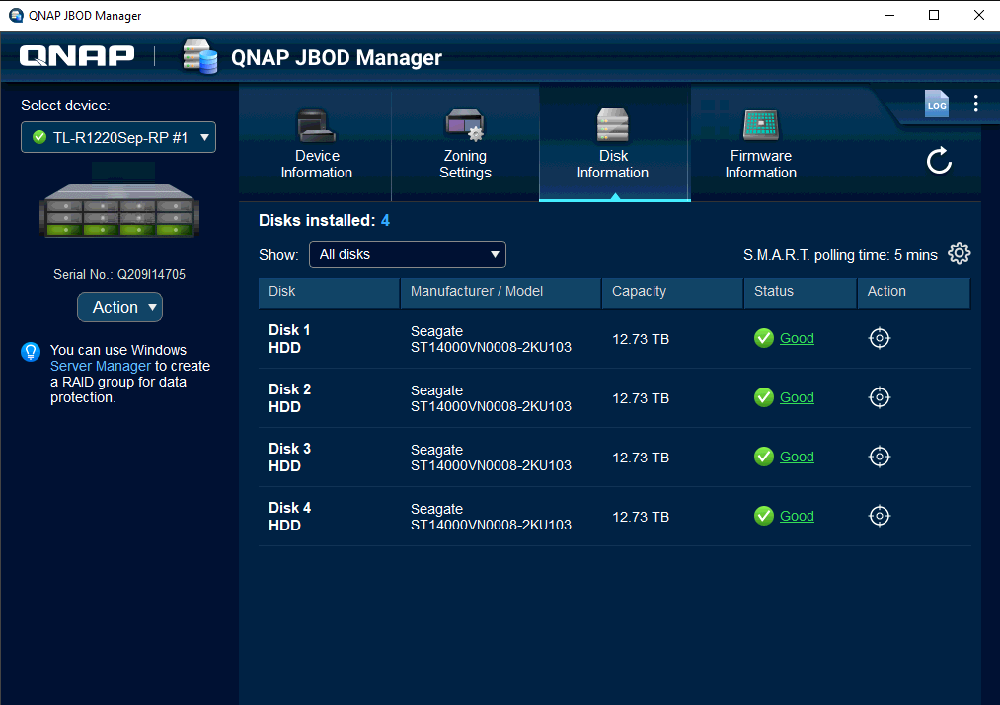 QNAP JBOD Manager
QNAP
QNAP JBOD Manager
Select device:
TL-R1220Sep-RP #1
Serial No.: Q209I14705
Action
You can use Windows
Server Manager to create
a RAID group for data
protection.
Device
Information
Zoning
Settings
Disk
Information
Firmware
Information
LOG
Disks installed: 4
Show: All disks
S.M.A.R.T. polling time: 5 mins
Disk Manufacturer / Model Capacity Status Action
Disk 1
HDD
Seagate
ST14000VN0008-2KU103
12.73 TB
Good
Disk 2
HDD
Seagate
ST14000VN0008-2KU103
12.73 TB
Good
Disk 3
HDD
Seagate
ST14000VN0008-2KU103
12.73 TB
Good
Disk 4
HDD
Seagate
ST14000VN0008-2KU103
12.73 TB
Good